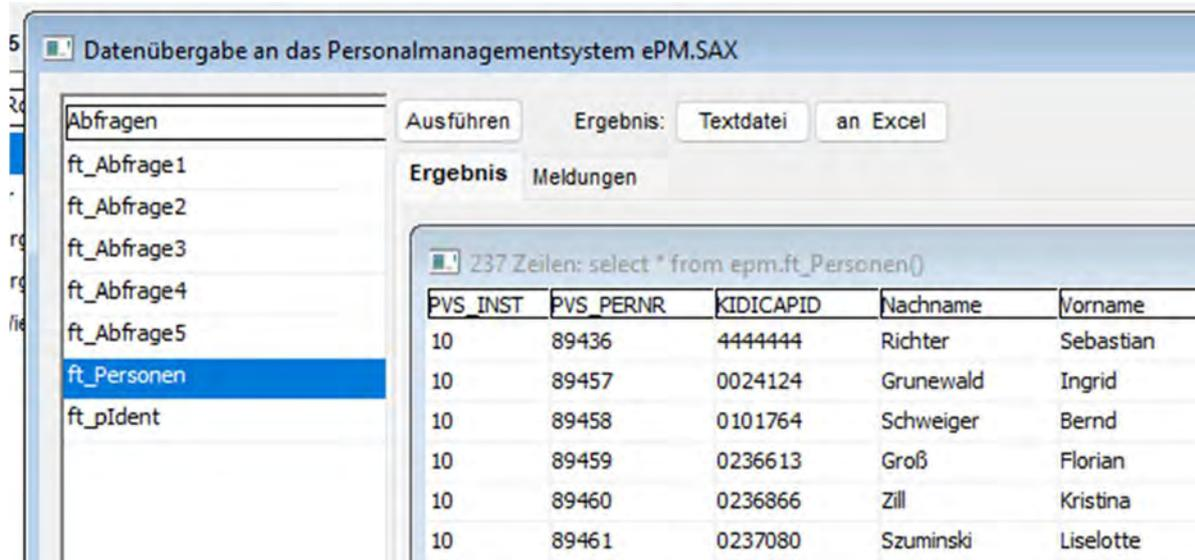 5
Datenübergabe an das Personalmanagementsystem ePM.SAX
Abfragen
ft_Abfrage1
ft_Abfrage2
ft_Abfrage3
ft_Abfrage4
ft_Abfrage5
ft_Personen
ft_pIdent
Ausführen Ergebnis: Textdatei an Excel
Ergebnis Meldungen
237 Zeilen: select * from epm.ft_Personen()
PVS_INST PVS_PERNR KIDICAPID Nachname Vorname
10 89436 4444444 Richter Sebastian
10 89457 0024124 Grunewald Ingrid
10 89458 0101764 Schweiger Bernd
10 89459 0236613 Groß Florian
10 89460 0236866 Zill Kristina
10 89461 0237080 Szuminski Liselotte